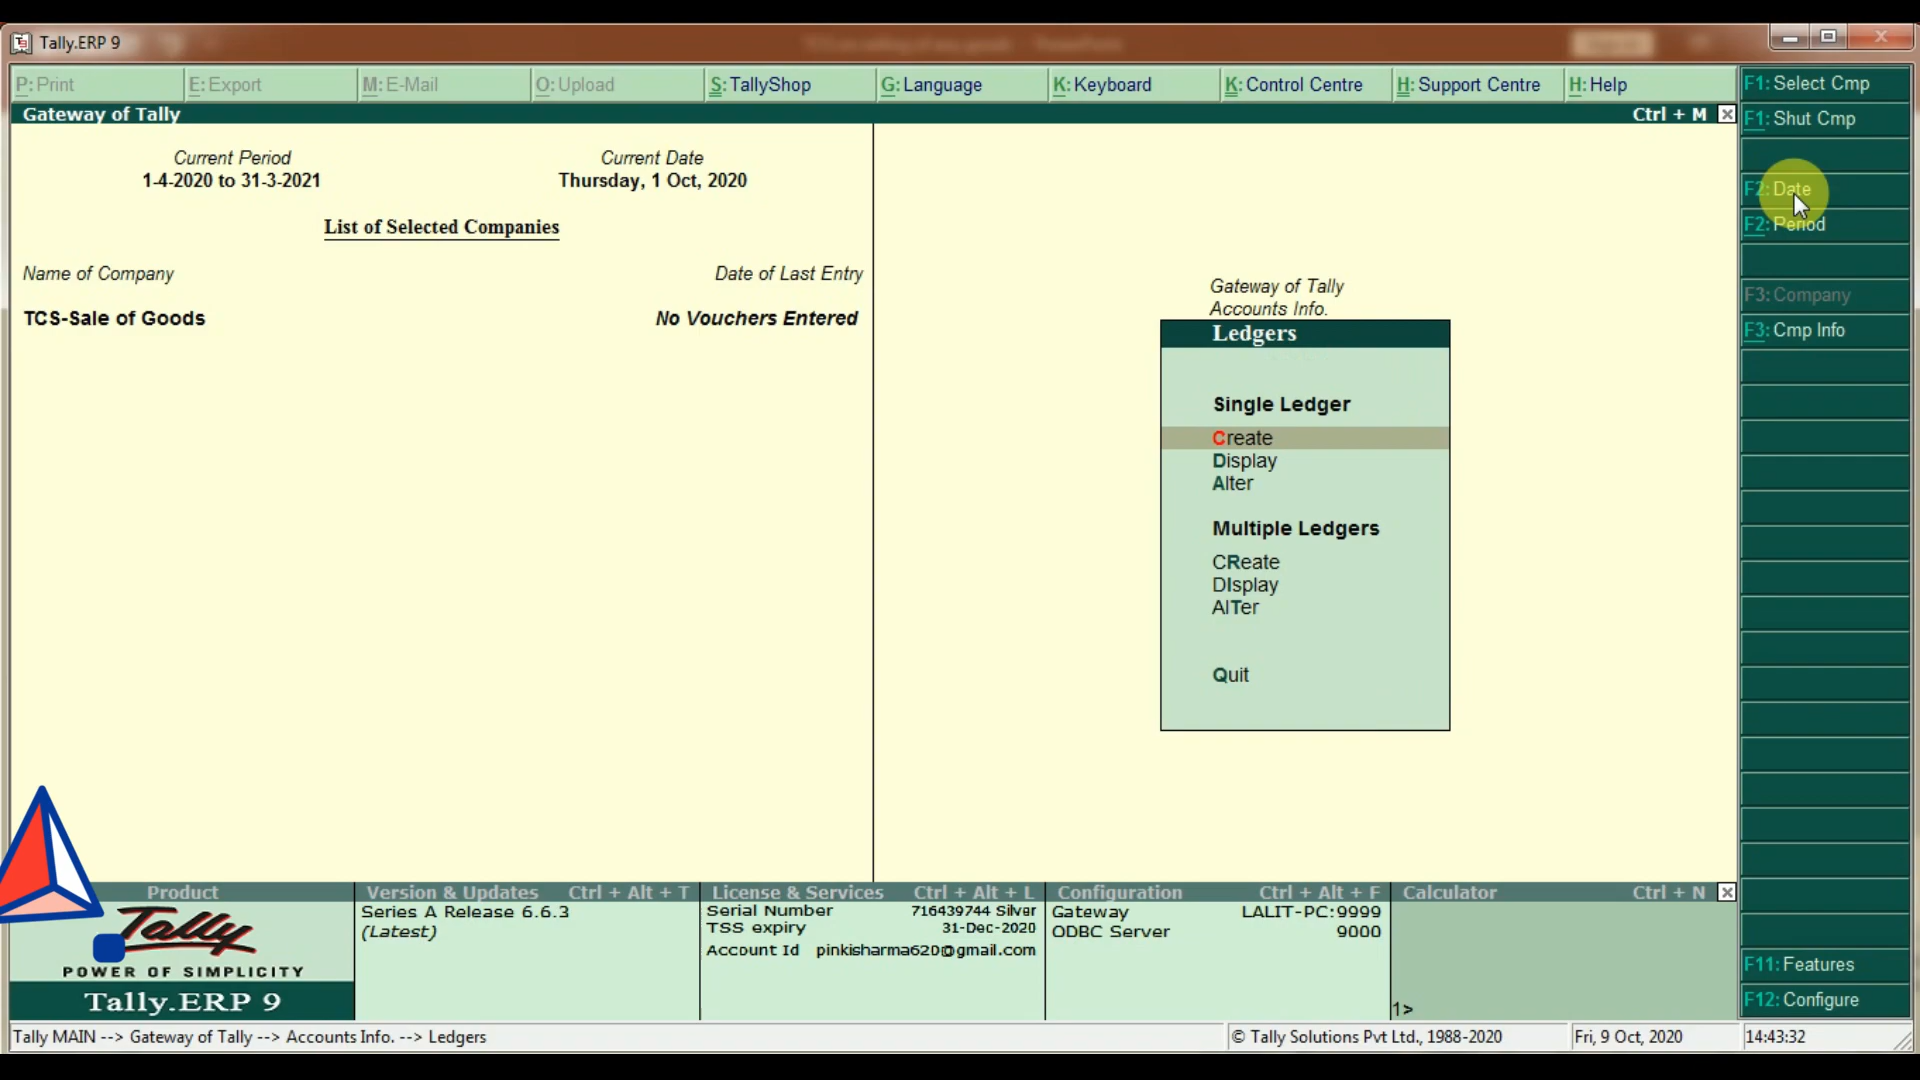 Tally.ERP 9
P: Print
E: Export
M: E-Mail
O: Upload
S: TallyShop
G: Language
K: Keyboard
K: Control Centre
H: Support Centre
H: Help
Gateway of Tally
Ctrl + M
Current Period
1-4-2020 to 31-3-2021
Current Date
Thursday, 1 Oct, 2020
List of Selected Companies
Name of Company
Date of Last Entry
TCS-Sale of Goods
No Vouchers Entered
Gateway of Tally
Accounts Info.
Ledgers
Single Ledger
Create
Display
Alter
Multiple Ledgers
CReate
DIsplay
AlTer
Quit
F1: Select Cmp
F1: Shut Cmp
F2: Date
F2: Period
F3: Company
F3: Cmp Info
F11: Features
F12: Configure
Product
Tally
POWER OF SIMPLICITY
Tally.ERP 9
Version & Updates Ctrl + Alt + T
Series A Release 6.6.3
(Latest)
License & Services Ctrl + Alt + L
Serial Number 716439744 Silver
TSS expiry 31-Dec-2020
Account Id pinkisharma620@gmail.com
Configuration Ctrl + Alt + F
Gateway LALIT-PC:9999
ODBC Server 9000
Calculator Ctrl + N
1>
Tally MAIN --> Gateway of Tally --> Accounts Info. --> Ledgers
© Tally Solutions Pvt Ltd., 1988-2020
Fri, 9 Oct, 2020
14:43:32